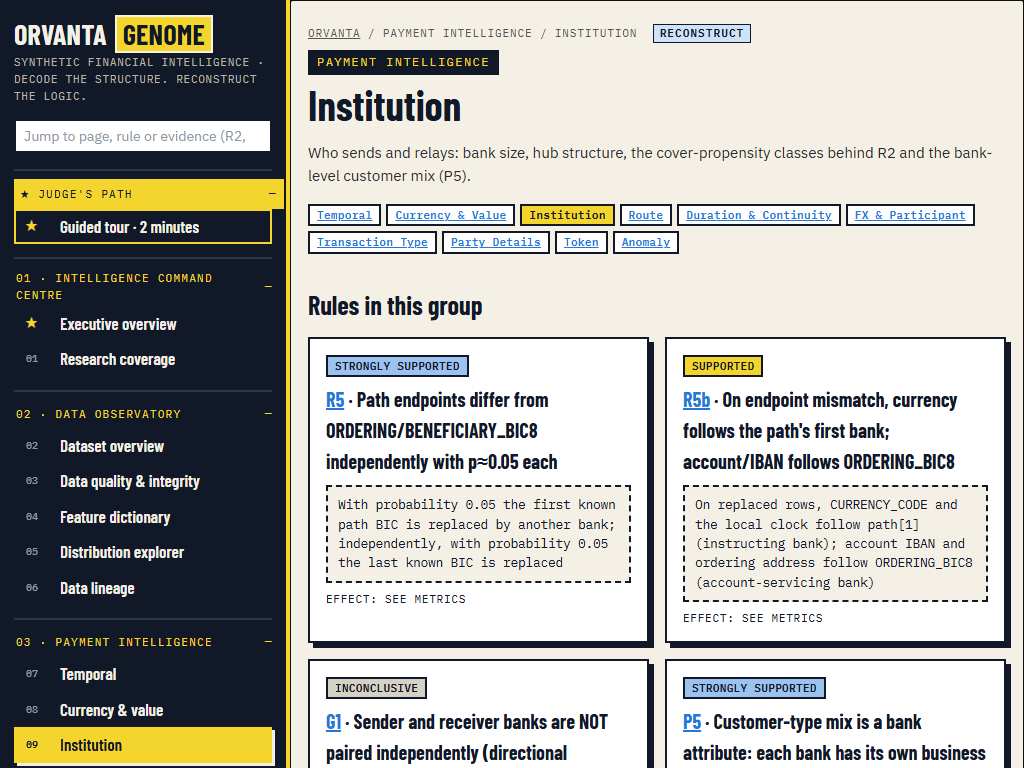 ORVANTA GENOME
SYNTHETIC FINANCIAL INTELLIGENCE ·
DECODE THE STRUCTURE. RECONSTRUCT
THE LOGIC.
Jump to page, rule or evidence (R2,
★ JUDGE'S PATH −
★ Guided tour · 2 minutes
01 · INTELLIGENCE COMMAND
CENTRE −
★ Executive overview
01 Research coverage
02 · DATA OBSERVATORY −
02 Dataset overview
03 Data quality & integrity
04 Feature dictionary
05 Distribution explorer
06 Data lineage
03 · PAYMENT INTELLIGENCE −
07 Temporal
08 Currency & value
09 Institution
ORVANTA / PAYMENT INTELLIGENCE / INSTITUTION RECONSTRUCT
PAYMENT INTELLIGENCE
Institution
Who sends and relays: bank size, hub structure, the cover-propensity classes behind R2 and the bank-
level customer mix (P5).
Temporal Currency & Value Institution Route Duration & Continuity FX & Participant
Transaction Type Party Details Token Anomaly
Rules in this group
STRONGLY SUPPORTED
R5 · Path endpoints differ from
ORDERING/BENEFICIARY_BIC8
independently with p≈0.05 each
With probability 0.05 the first known
path BIC is replaced by another bank;
independently, with probability 0.05
the last known BIC is replaced
EFFECT: SEE METRICS
SUPPORTED
R5b · On endpoint mismatch, currency
follows the path's first bank;
account/IBAN follows ORDERING_BIC8
On replaced rows, CURRENCY_CODE and
the local clock follow path[1]
(instructing bank); account IBAN and
ordering address follow ORDERING_BIC8
(account-servicing bank)
EFFECT: SEE METRICS
INCONCLUSIVE
G1 · Sender and receiver banks are NOT
paired independently (directional
STRONGLY SUPPORTED
P5 · Customer-type mix is a bank
attribute: each bank has its own business